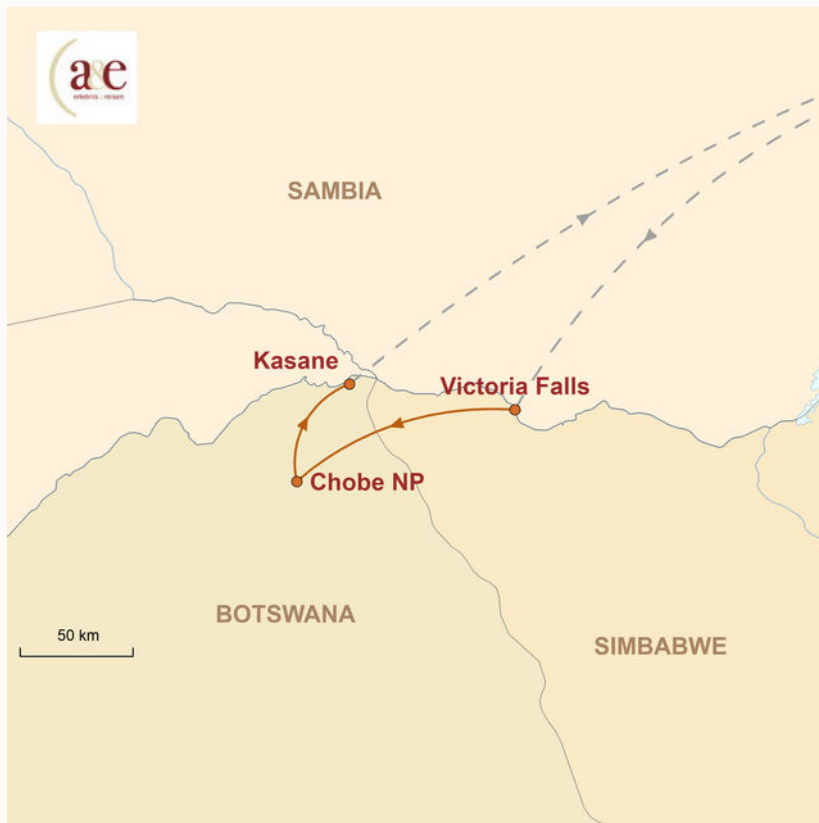 a&e
erlebnis : reisen
SAMBIA
Kasane
Victoria Falls
Chobe NP
BOTSWANA
50 km
SIMBABWE